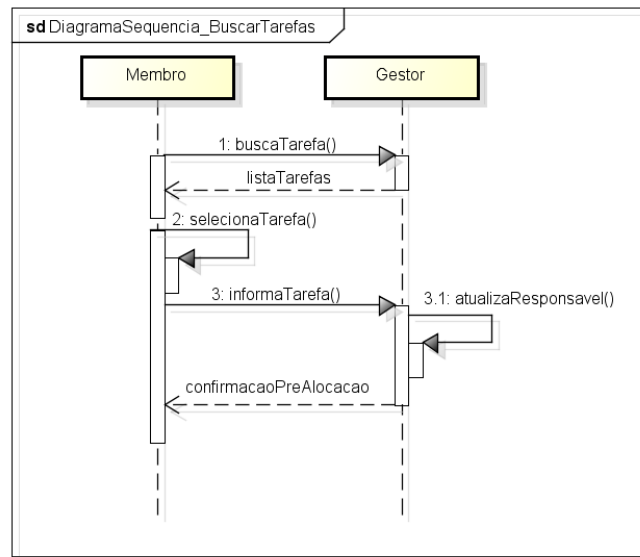 sd DiagramaSequencia_BuscarTarefas
Membro
Gestor
1: buscaTarefa()
listaTarefas
2: selecionaTarefa()
3: informaTarefa()
3.1: atualizaResponsavel()
confirmacaoPreAlocacao